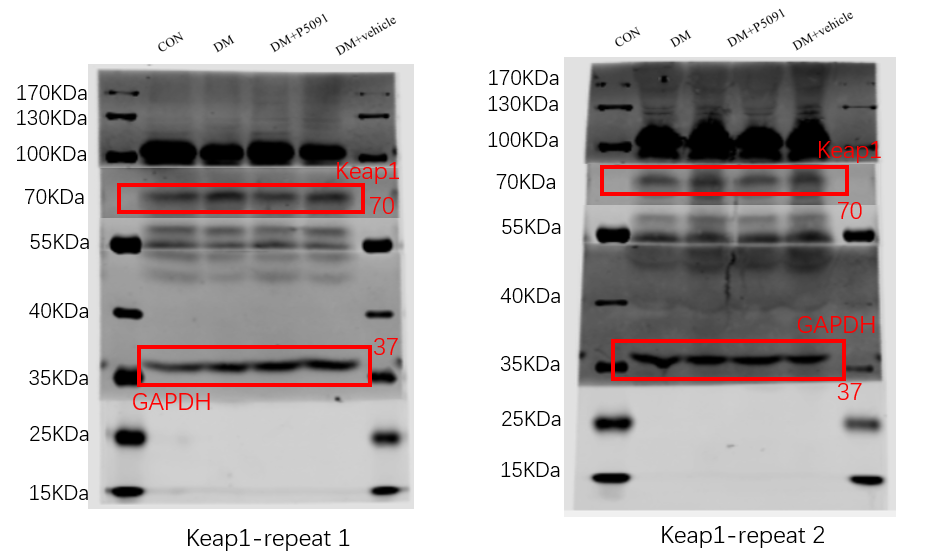 CON DM DM+P5091 DM+vehicle
170KDa
130KDa
100KDa
Keap1
70KDa
70
55KDa
40KDa
37
35KDa
GAPDH
25KDa
15KDa
Keap1-repeat 1
CON DM DM+P5091 DM+vehicle
170KDa
130KDa
100KDa
Keap1
70KDa
70
55KDa
40KDa
GAPDH
35KDa
37
25KDa
15KDa
Keap1-repeat 2